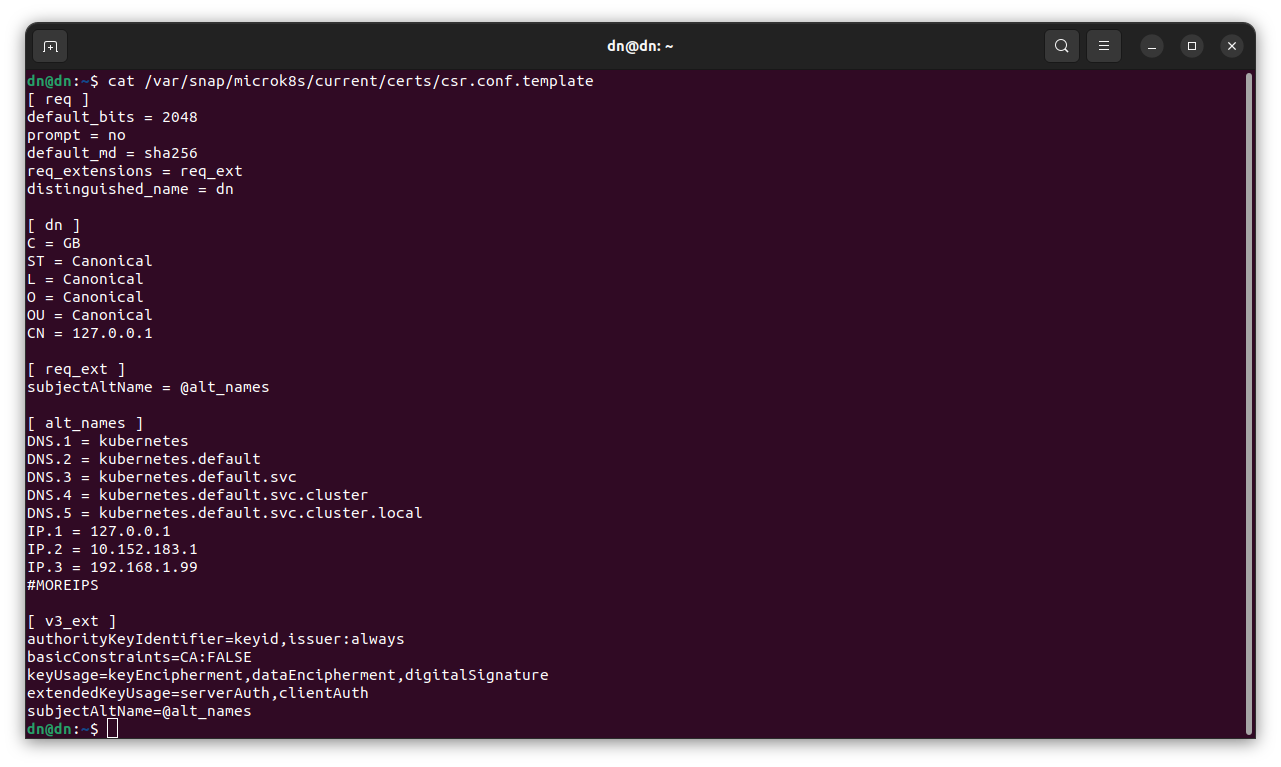 dn@dn: ~
dn@dn:~$ cat /var/snap/microk8s/current/certs/csr.conf.template
[ req ]
default_bits = 2048
prompt = no
default_md = sha256
req_extensions = req_ext
distinguished_name = dn

[ dn ]
C = GB
ST = Canonical
L = Canonical
O = Canonical
OU = Canonical
CN = 127.0.0.1

[ req_ext ]
subjectAltName = @alt_names

[ alt_names ]
DNS.1 = kubernetes
DNS.2 = kubernetes.default
DNS.3 = kubernetes.default.svc
DNS.4 = kubernetes.default.svc.cluster
DNS.5 = kubernetes.default.svc.cluster.local
IP.1 = 127.0.0.1
IP.2 = 10.152.183.1
IP.3 = 192.168.1.99
#MOREIPS

[ v3_ext ]
authorityKeyIdentifier=keyid,issuer:always
basicConstraints=CA:FALSE
keyUsage=keyEncipherment,dataEncipherment,digitalSignature
extendedKeyUsage=serverAuth,clientAuth
subjectAltName=@alt_names
dn@dn:~$